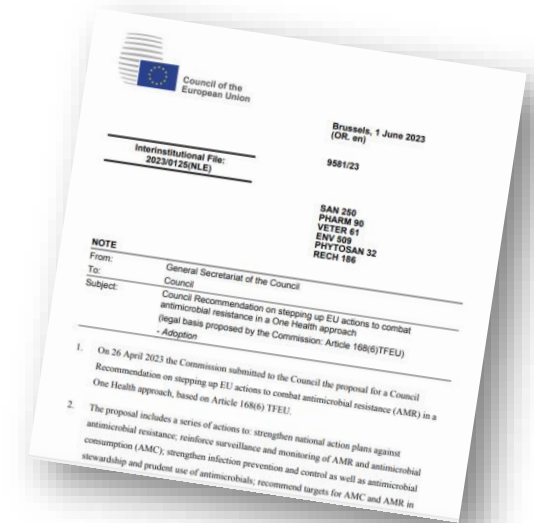 Council of the
European Union
Brussels, 1 June 2023
(OR. en)
Interinstitutional File:
2023/0125(NLE)
9581/23
SAN 250
PHARM 90
VETER 61
ENV 509
PHYTOSAN 32
RECH 186
NOTE
From: General Secretariat of the Council
To: Council
Subject: Council Recommendation on stepping up EU actions to combat
antimicrobial resistance in a One Health approach
(legal basis proposed by the Commission: Article 168(6)TFEU)
- Adoption
1. On 26 April 2023 the Commission submitted to the Council the proposal for a Council
Recommendation on stepping up EU actions to combat antimicrobial resistance (AMR) in a
One Health approach, based on Article 168(6) TFEU.
2. The proposal includes a series of actions to: strengthen national action plans against
antimicrobial resistance; reinforce surveillance and monitoring of AMR and antimicrobial
consumption (AMC); strengthen infection prevention and control as well as antimicrobial
stewardship and prudent use of antimicrobials; recommend targets for AMC and AMR in